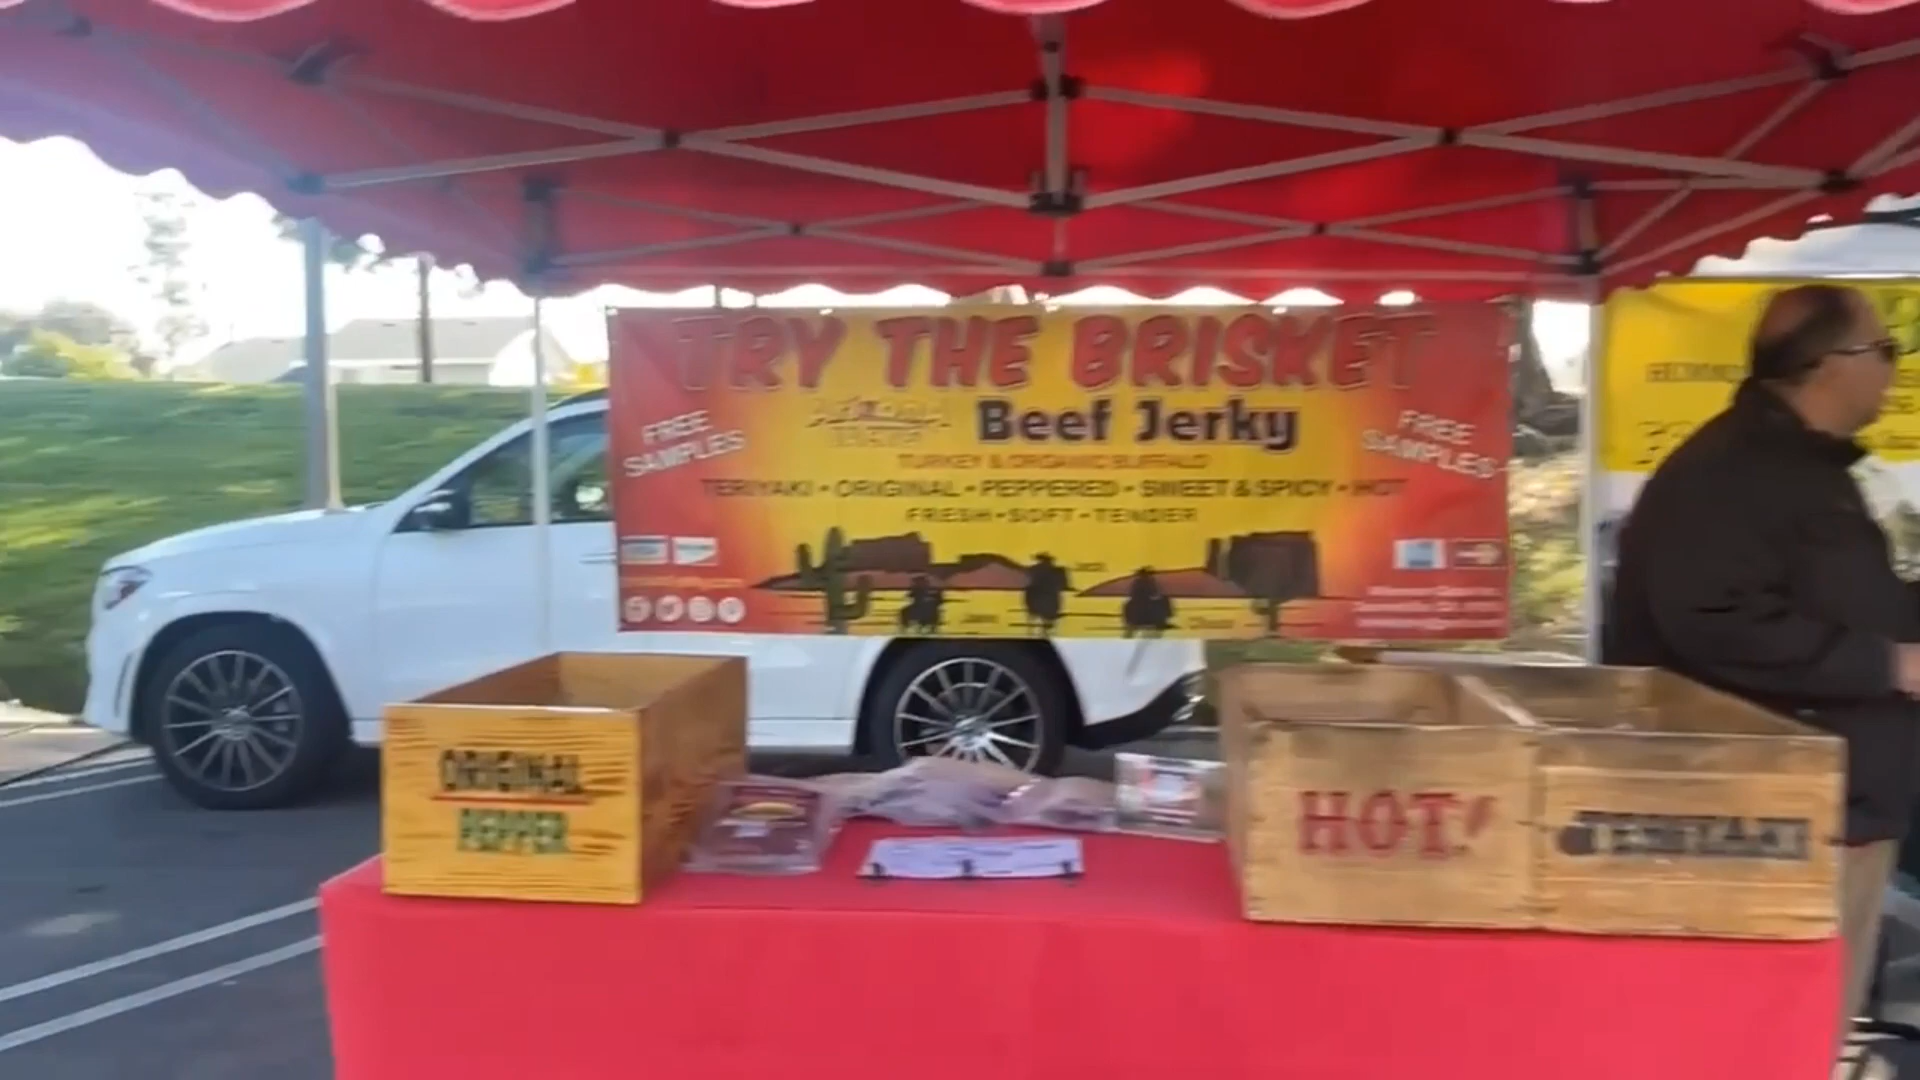 TRY THE BRISKET
Beef Jerky
FREE
SAMPLES
FREE
SAMPLES
TURKEY & ORGANIC BUFFALO
TERIYAKI • ORIGINAL • PEPPERED • SWEET & SPICY • HOT
FRESH • SOFT • TENDER
ORIGINAL
PEPPER
HOT!
TERIYAKI